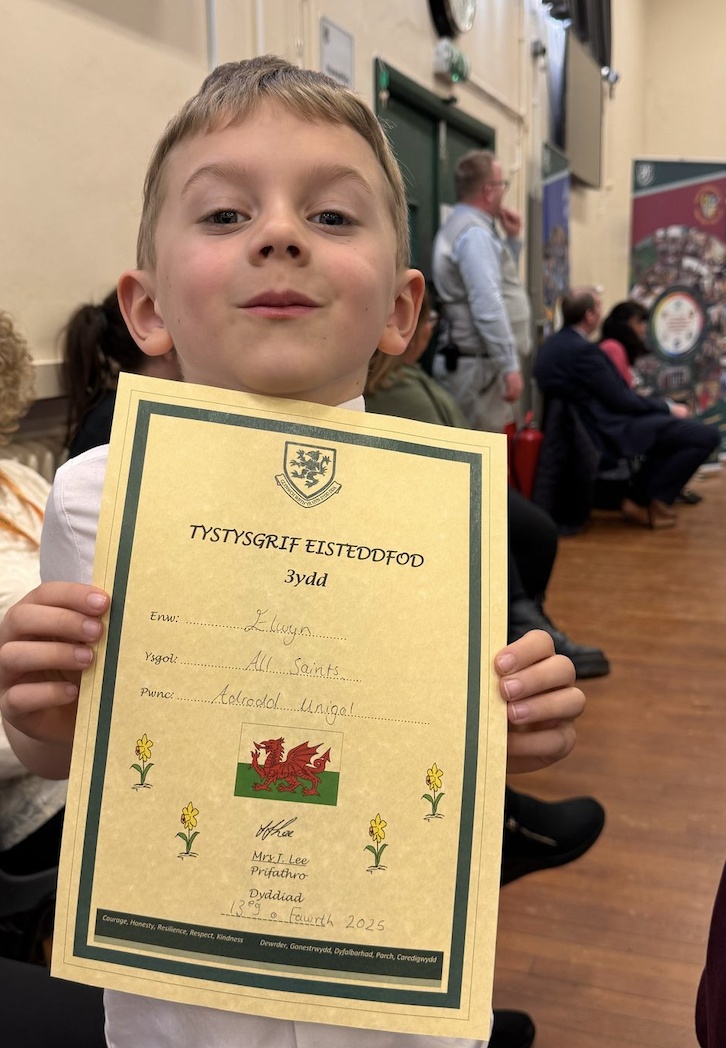 TYSTYSGRIF EISTEDDFOD
3ydd
Enw: Elwyn
Ysgol: All Saints
Pwnc: Adrodd Unigol
Mrs J. Lee
Prifathro
Dyddiad
13eg o Fawrth 2025
Courage, Honesty, Resilience, Respect, Kindness Dewrder, Gonestrwydd, Dyfalbarhad, Parch, Caredigwydd